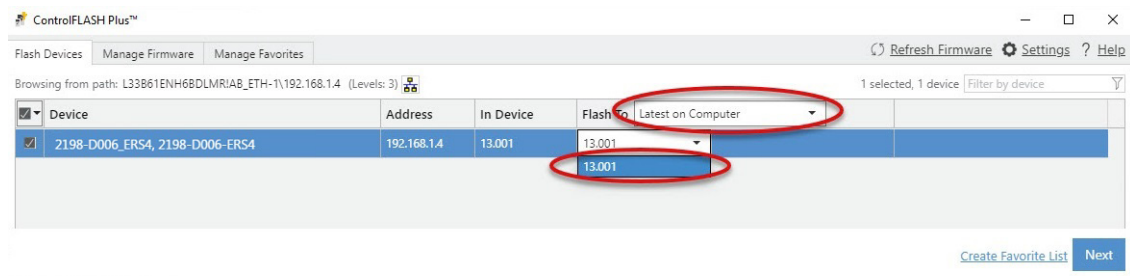 ControlFLASH Plus™
Flash Devices Manage Firmware Manage Favorites Refresh Firmware Settings ? Help
Browsing from path: L33B61ENH6BDLMR!AB_ETH-1\192.168.1.4 (Levels: 3) 1 selected, 1 device Filter by device
Device Address In Device Flash To Latest on Computer
2198-D006_ERS4, 2198-D006-ERS4 192.168.1.4 13.001 13.001
13.001
Create Favorite List Next